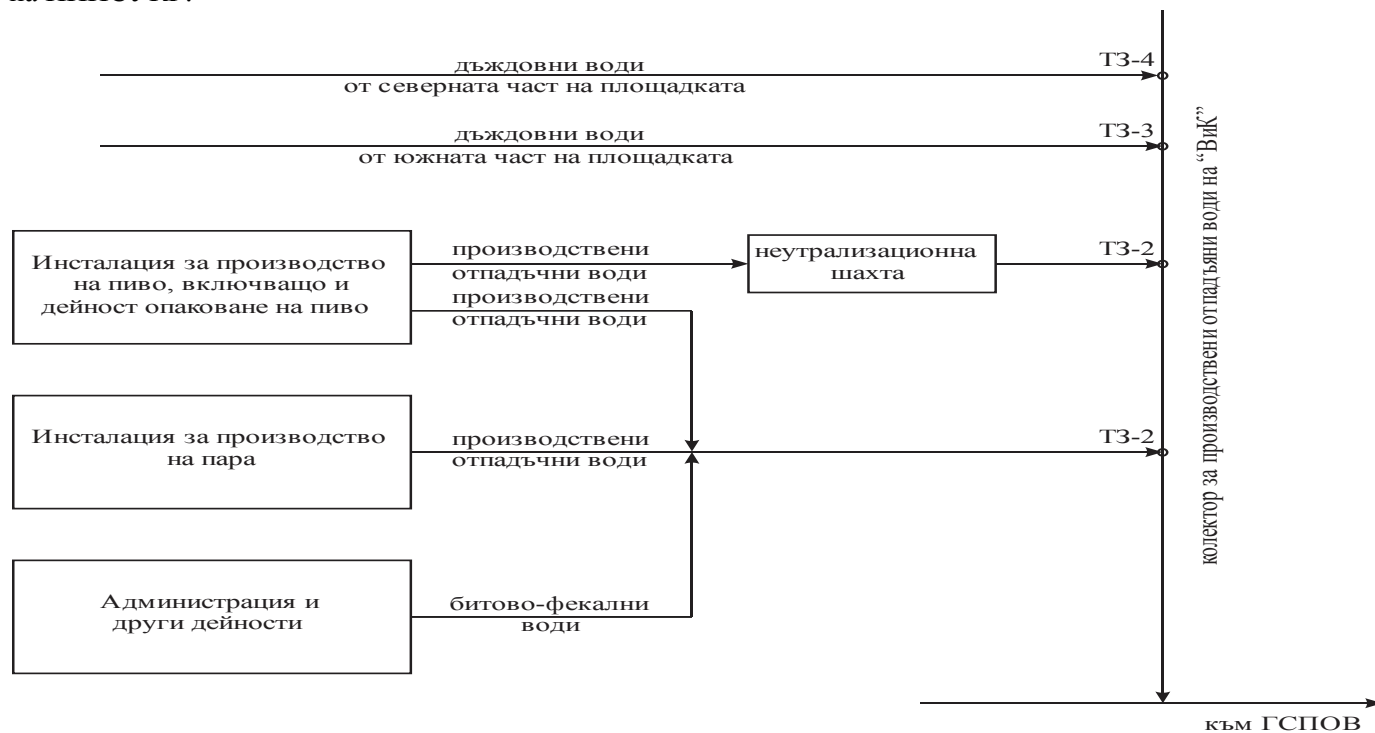 дъждовни води
ТЗ-4
от северната част на площадката
дъждовни води
ТЗ-3
от южната част на площадката
Инсталация за производство
на пиво, включващо и
дейност опаковане на пиво
производствени
отпадъчни води
производствени
отпадъчни води
неутрализационна
шахта
ТЗ-2
Инсталация за производство
на пара
производствени
отпадъчни води
ТЗ-2
Администрация и
други дейности
битово-фекални
води
колектор за производствени отпадъяни води на “ВиК”
към ГСПОВ